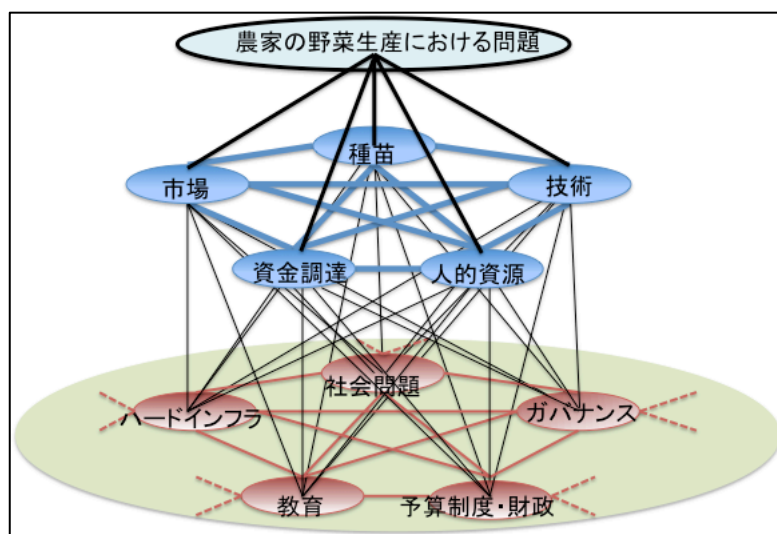 農家の野菜生産における問題
種苗
市場
技術
資金調達
人的資源
社会問題
ハードインフラ
ガバナンス
教育
予算制度・財政